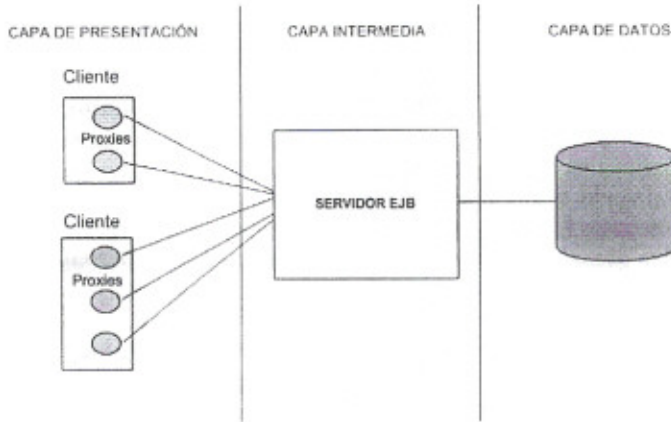 CAPA DE PRESENTACIÓN
CAPA INTERMEDIA
CAPA DE DATOS
Cliente
Proxies
SERVIDOR EJB
Cliente
Proxies